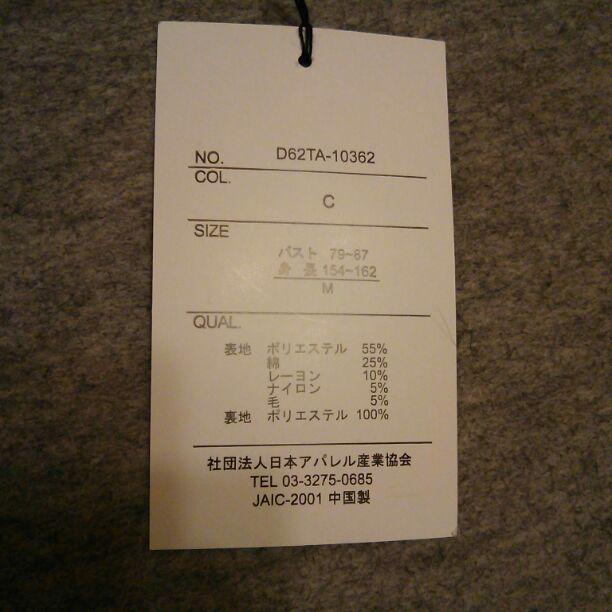 NO. D62TA-10362
COL.
C
SIZE
バスト 79~87
身 長 154~162
M
QUAL.
表地 ポリエステル 55%
綿 25%
レーヨン 10%
ナイロン 5%
毛 5%
裏地 ポリエステル 100%
社団法人日本アパレル産業協会
TEL 03-3275-0685
JAIC-2001 中国製